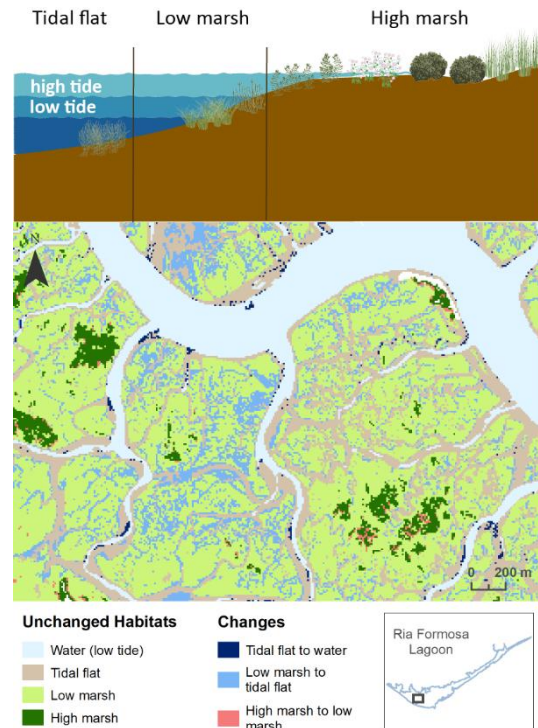 Tidal flat
Low marsh
High marsh
high tide
low tide
N
0 200 m
Unchanged Habitats
Water (low tide)
Tidal flat
Low marsh
High marsh
Changes
Tidal flat to water
Low marsh to
tidal flat
High marsh to low
marsh
Ria Formosa
Lagoon